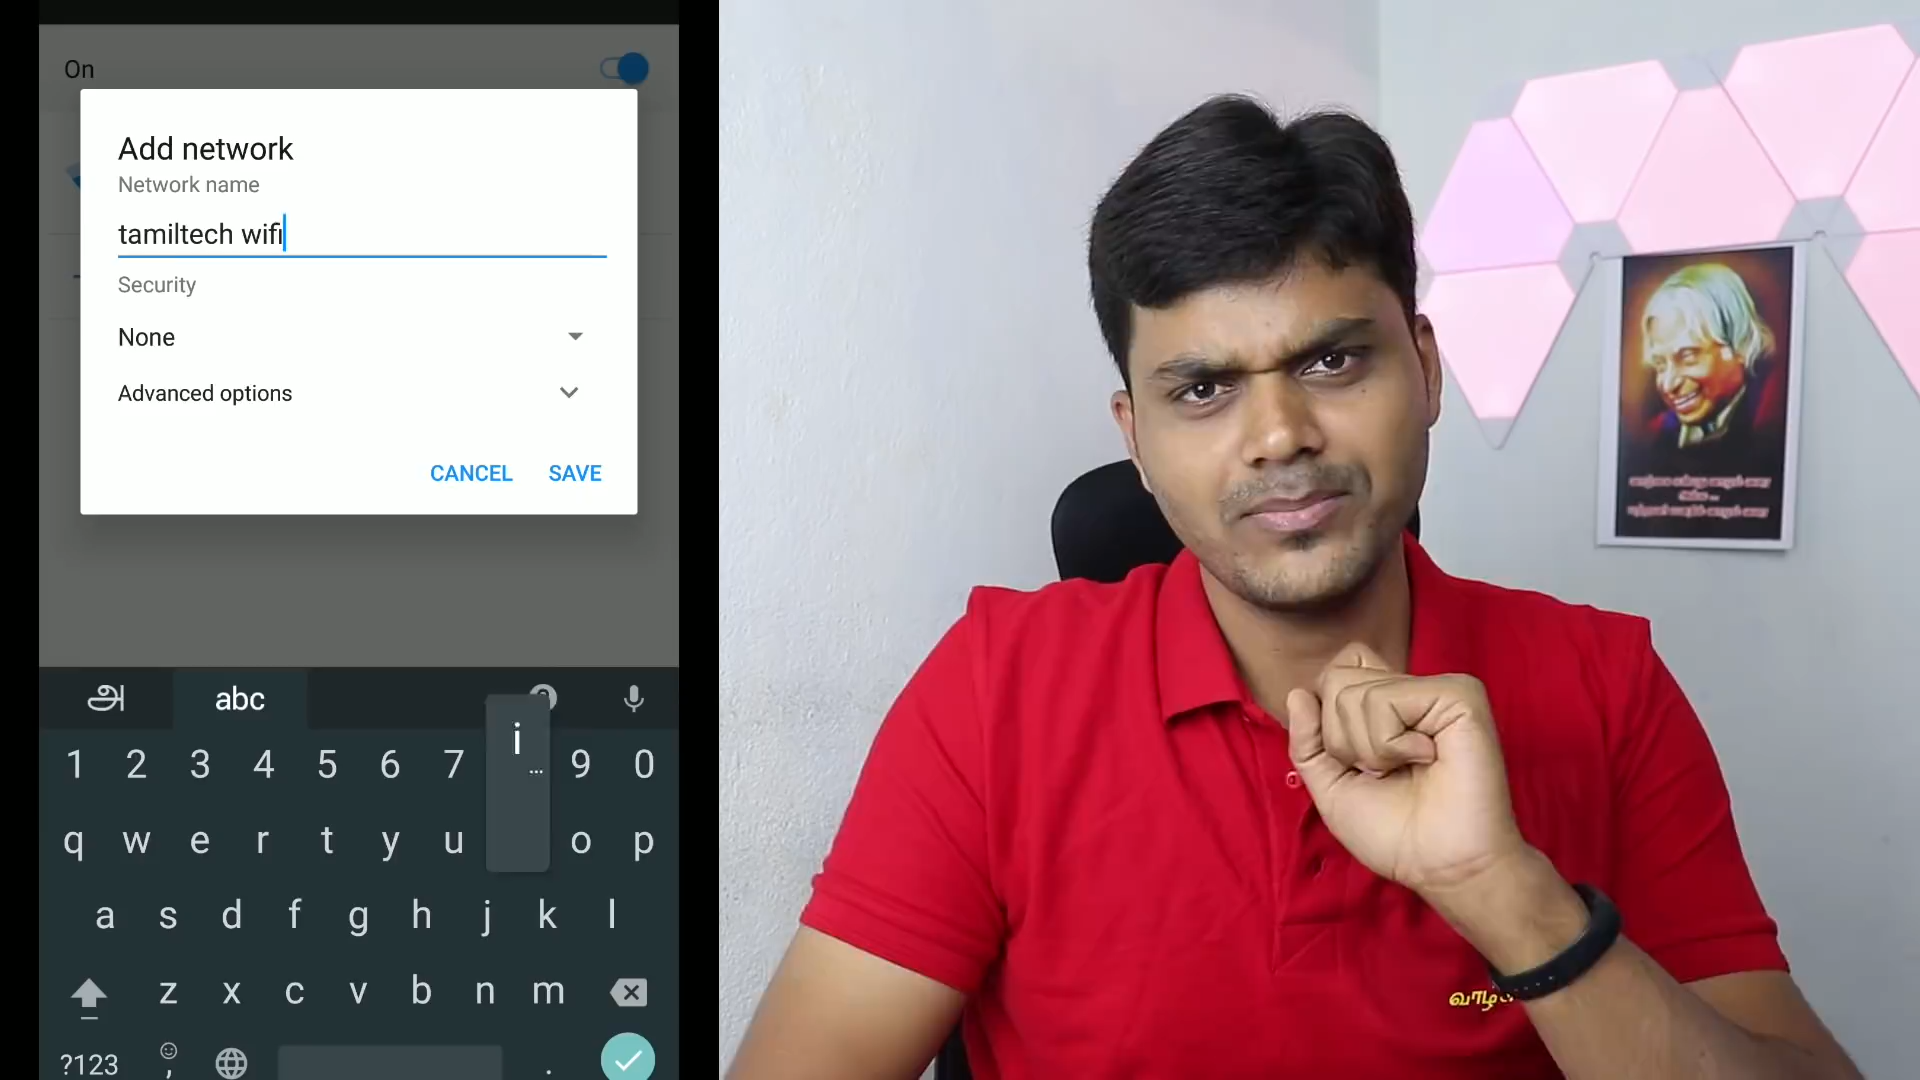 On
Add network
Network name
tamiltech wifi
Security
None
Advanced options
CANCEL SAVE
அ abc
i
...
1 2 3 4 5 6 7 9 0
q w e r t y u o p
a s d f g h j k l
z x c v b n m
?123 , .